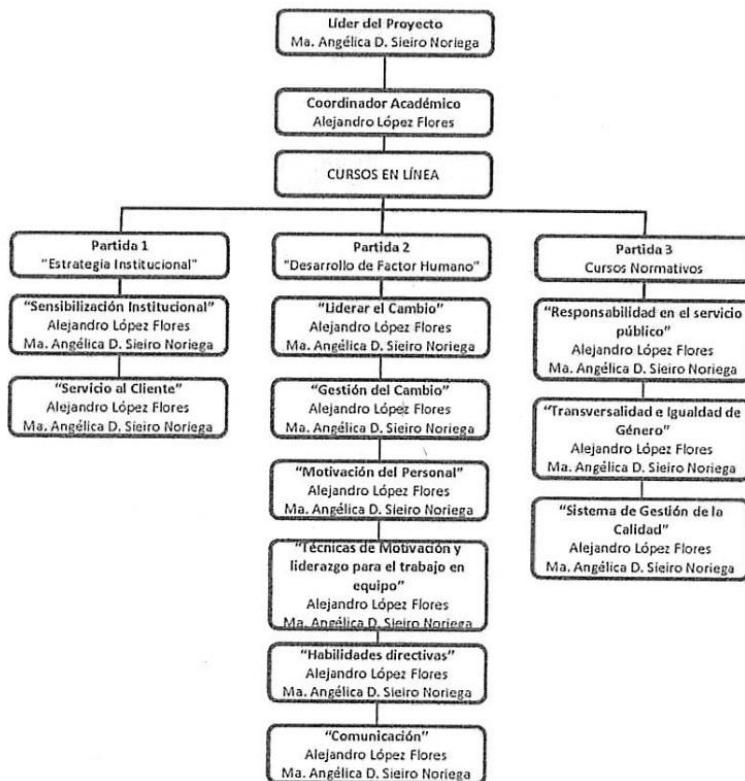 Líder del Proyecto
Ma. Angélica D. Sieiro Noriega
Coordinador Académico
Alejandro López Flores
CURSOS EN LÍNEA
Partida 1
"Estrategia Institucional"
"Sensibilización Institucional"
Alejandro López Flores
Ma. Angélica D. Sieiro Noriega
"Servicio al Cliente"
Alejandro López Flores
Ma. Angélica D. Sieiro Noriega
Partida 2
"Desarrollo de Factor Humano"
"Liderar el Cambio"
Alejandro López Flores
Ma. Angélica D. Sieiro Noriega
"Gestión del Cambio"
Alejandro López Flores
Ma. Angélica D. Sieiro Noriega
"Motivación del Personal"
Alejandro López Flores
Ma. Angélica D. Sieiro Noriega
"Técnicas de Motivación y
liderazgo para el trabajo en
equipo"
Alejandro López Flores
Ma. Angélica D. Sieiro Noriega
"Habilidades directivas"
Alejandro López Flores
Ma. Angélica D. Sieiro Noriega
"Comunicación"
Alejandro López Flores
Ma. Angélica D. Sieiro Noriega
Partida 3
Cursos Normativos
"Responsabilidad en el servicio
público"
Alejandro López Flores
Ma. Angélica D. Sieiro Noriega
"Transversalidad e Igualdad de
Género"
Alejandro López Flores
Ma. Angélica D. Sieiro Noriega
"Sistema de Gestión de la
Calidad"
Alejandro López Flores
Ma. Angélica D. Sieiro Noriega